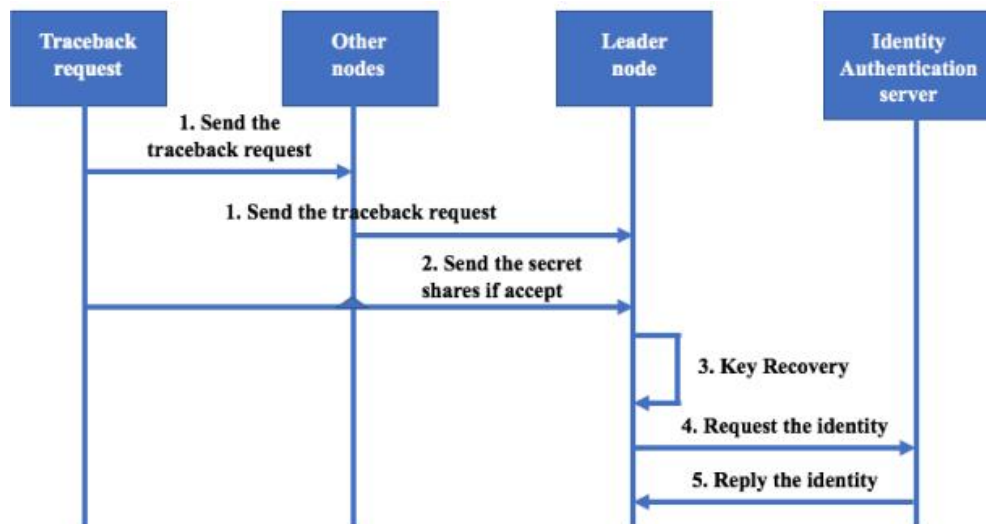 Traceback
request
Other
nodes
Leader
node
Identity
Authentication
server
1. Send the
traceback request
1. Send the traceback request
2. Send the secret
shares if accept
3. Key Recovery
4. Request the identity
5. Reply the identity